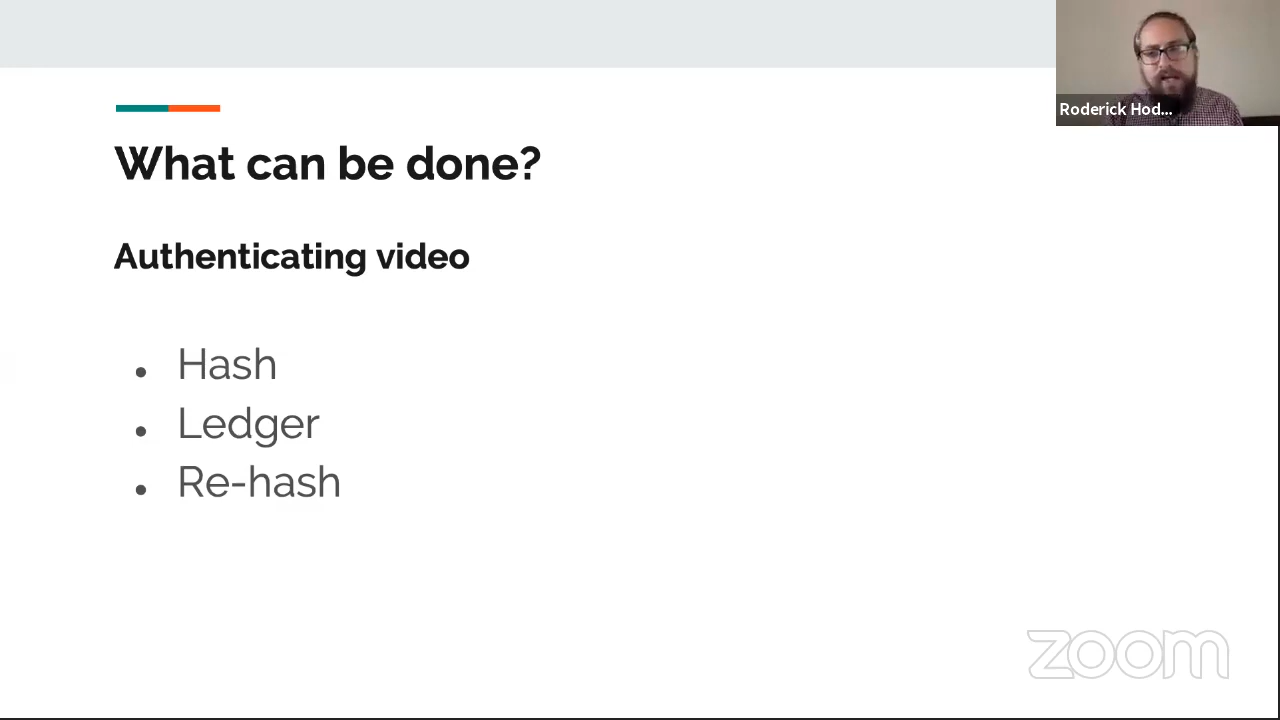 Roderick Hod...
What can be done?
Authenticating video
Hash
Ledger
Re-hash
zoom